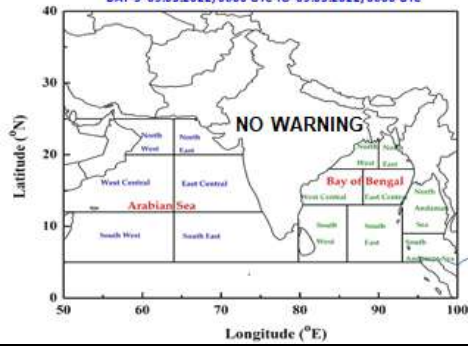 40
30
20
10
0
Latitude (°N)
NO WARNING
North
West
North
East
West Central
East Central
Arabian Sea
South West
South East
North
West
North
East
Bay of Bengal
West Central
East Central
South
West
South
East
North
Andaman
Sea
South
Andaman Sea
50
60
70
80
90
100
Longitude (°E)